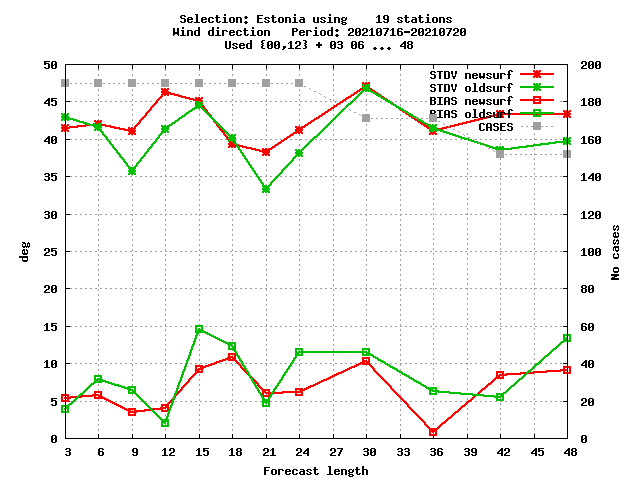 Selection: Estonia using    19 stations
Wind direction   Period: 20210716-20210720
Used {00,12} + 03 06 ... 48
50 200
45 180
40 160
35 140
30 120
25 100
20 80
15 60
10 40
5 20
0 0
STDV newsurf
STDV oldsurf
BIAS newsurf
BIAS oldsurf
CASES
deg
No cases
3 6 9 12 15 18 21 24 27 30 33 36 39 42 45 48
Forecast length